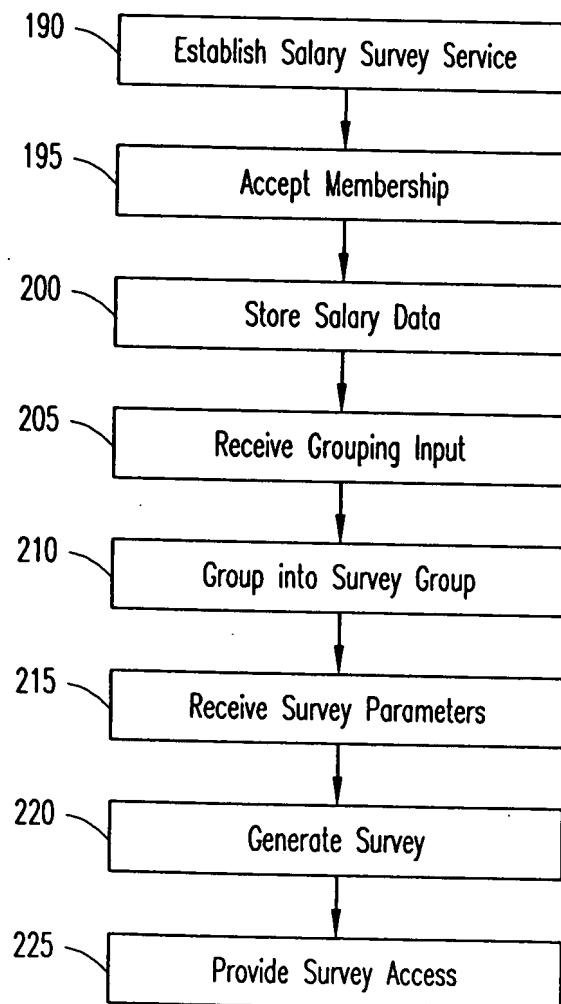 190
Establish Salary Survey Service
195
Accept Membership
200
Store Salary Data
205
Receive Grouping Input
210
Group into Survey Group
215
Receive Survey Parameters
220
Generate Survey
225
Provide Survey Access